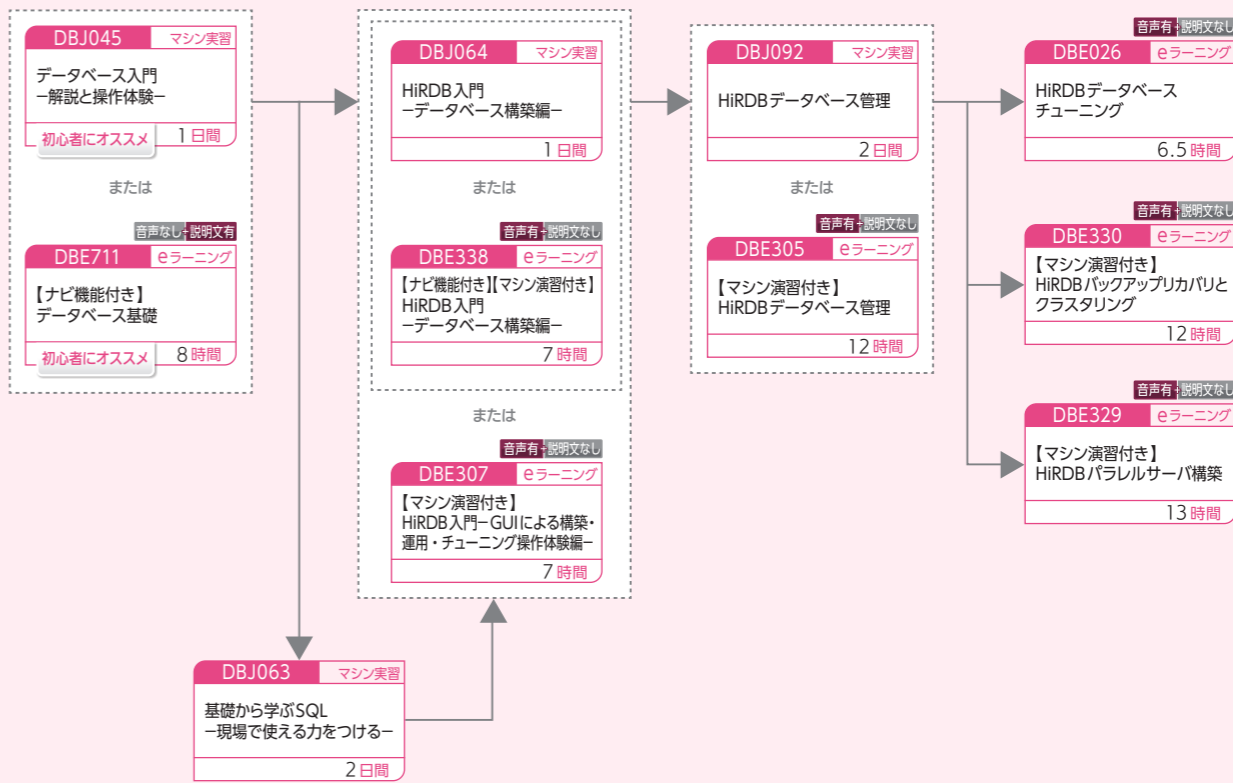 DBJ045 マシン実習
データベース入門
−解説と操作体験−
初心者にオススメ 1日間
または
音声なし+説明文有
DBE711 eラーニング
【ナビ機能付き】
データベース基礎
初心者にオススメ 8時間
DBJ064 マシン実習
HiRDB入門
−データベース構築編−
1日間
または
音声有+説明文なし
DBE338 eラーニング
【ナビ機能付き】【マシン演習付き】
HiRDB入門
−データベース構築編−
7時間
または
音声有+説明文なし
DBE307 eラーニング
【マシン演習付き】
HiRDB入門−GUIによる構築・
運用・チューニング操作体験編−
7時間
DBJ063 マシン実習
基礎から学ぶSQL
−現場で使える力をつける−
2日間
DBJ092 マシン実習
HiRDBデータベース管理
2日間
または
音声有+説明文なし
DBE305 eラーニング
【マシン演習付き】
HiRDBデータベース管理
12時間
音声有+説明文なし
DBE026 eラーニング
HiRDBデータベース
チューニング
6.5時間
音声有+説明文なし
DBE330 eラーニング
【マシン演習付き】
HiRDBバックアップリカバリと
クラスタリング
12時間
音声有+説明文なし
DBE329 eラーニング
【マシン演習付き】
HiRDBパラレルサーバ構築
13時間